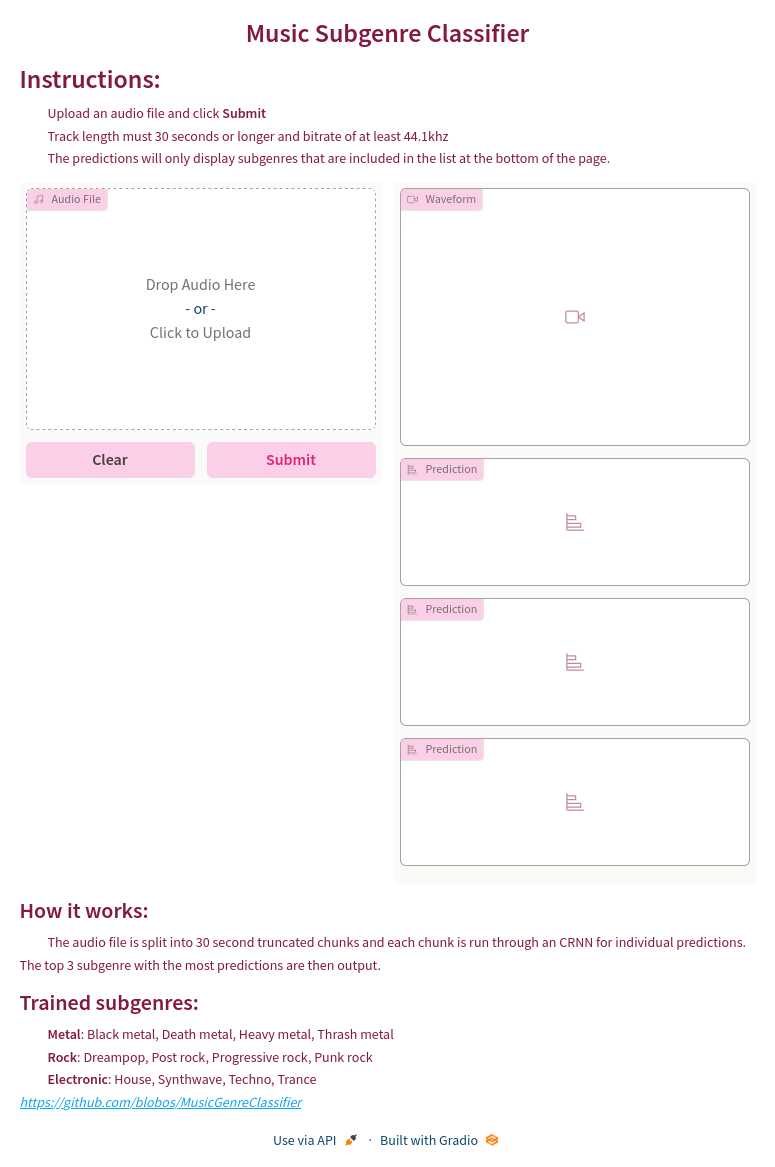 Music Subgenre Classifier
Instructions:
Upload an audio file and click Submit
Track length must 30 seconds or longer and bitrate of at least 44.1khz
The predictions will only display subgenres that are included in the list at the bottom of the page.
Audio File
Drop Audio Here
- or -
Click to Upload
Clear
Submit
Waveform
Prediction
Prediction
Prediction
How it works:
The audio file is split into 30 second truncated chunks and each chunk is run through an CRNN for individual predictions.
The top 3 subgenre with the most predictions are then output.
Trained subgenres:
Metal: Black metal, Death metal, Heavy metal, Thrash metal
Rock: Dreampop, Post rock, Progressive rock, Punk rock
Electronic: House, Synthwave, Techno, Trance
https://github.com/blobos/MusicGenreClassifier
Use via API · Built with Gradio